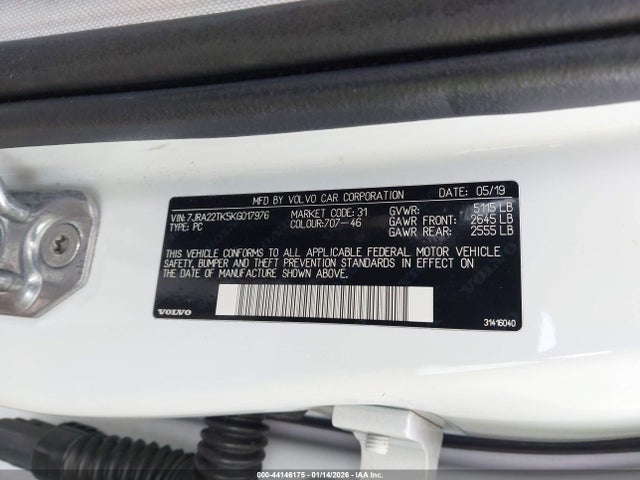 MFD BY VOLVO CAR CORPORATION DATE: 05/19
VIN: 7JRA22TK5KG017976 MARKET CODE: 31 GVWR: 5115 LB
TYPE: PC COLOUR: 707-46 GAWR FRONT: 2645 LB
GAWR REAR: 2555 LB
THIS VEHICLE CONFORMS TO ALL APPLICABLE FEDERAL MOTOR VEHICLE
SAFETY, BUMPER AND THEFT PREVENTION STANDARDS IN EFFECT ON
THE DATE OF MANUFACTURE SHOWN ABOVE.
VOLVO
31416040
000-44146175 - 01/14/2026 - IAAI.CA